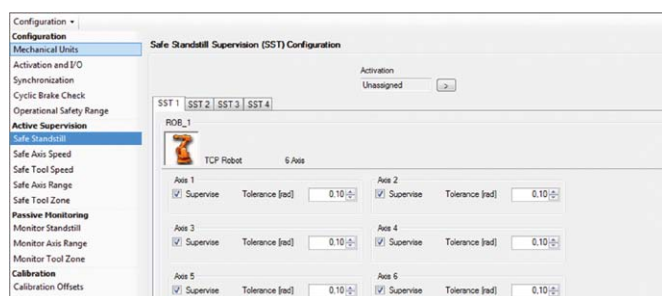 Configuration
Configuration
Mechanical Units
Activation and I/O
Synchronization
Cyclic Brake Check
Operational Safety Range
Active Supervision
Safe Standstill
Safe Axis Speed
Safe Tool Speed
Safe Axis Range
Safe Tool Zone
Passive Monitoring
Monitor Standstill
Monitor Axis Range
Monitor Tool Zone
Calibration
Calibration Offsets
Safe Standstill Supervision (SST) Configuration
Activation
Unassigned >
SST 1 SST 2 SST 3 SST 4
ROB_1
TCP Robot 6 Axis
Axis 1 Axis 2
Supervise Tolerance [rad] 0,10 Supervise Tolerance [rad] 0,10
Axis 3 Axis 4
Supervise Tolerance [rad] 0,10 Supervise Tolerance [rad] 0,10
Axis 5 Axis 6
Supervise Tolerance [rad] 0,10 Supervise Tolerance [rad] 0,10